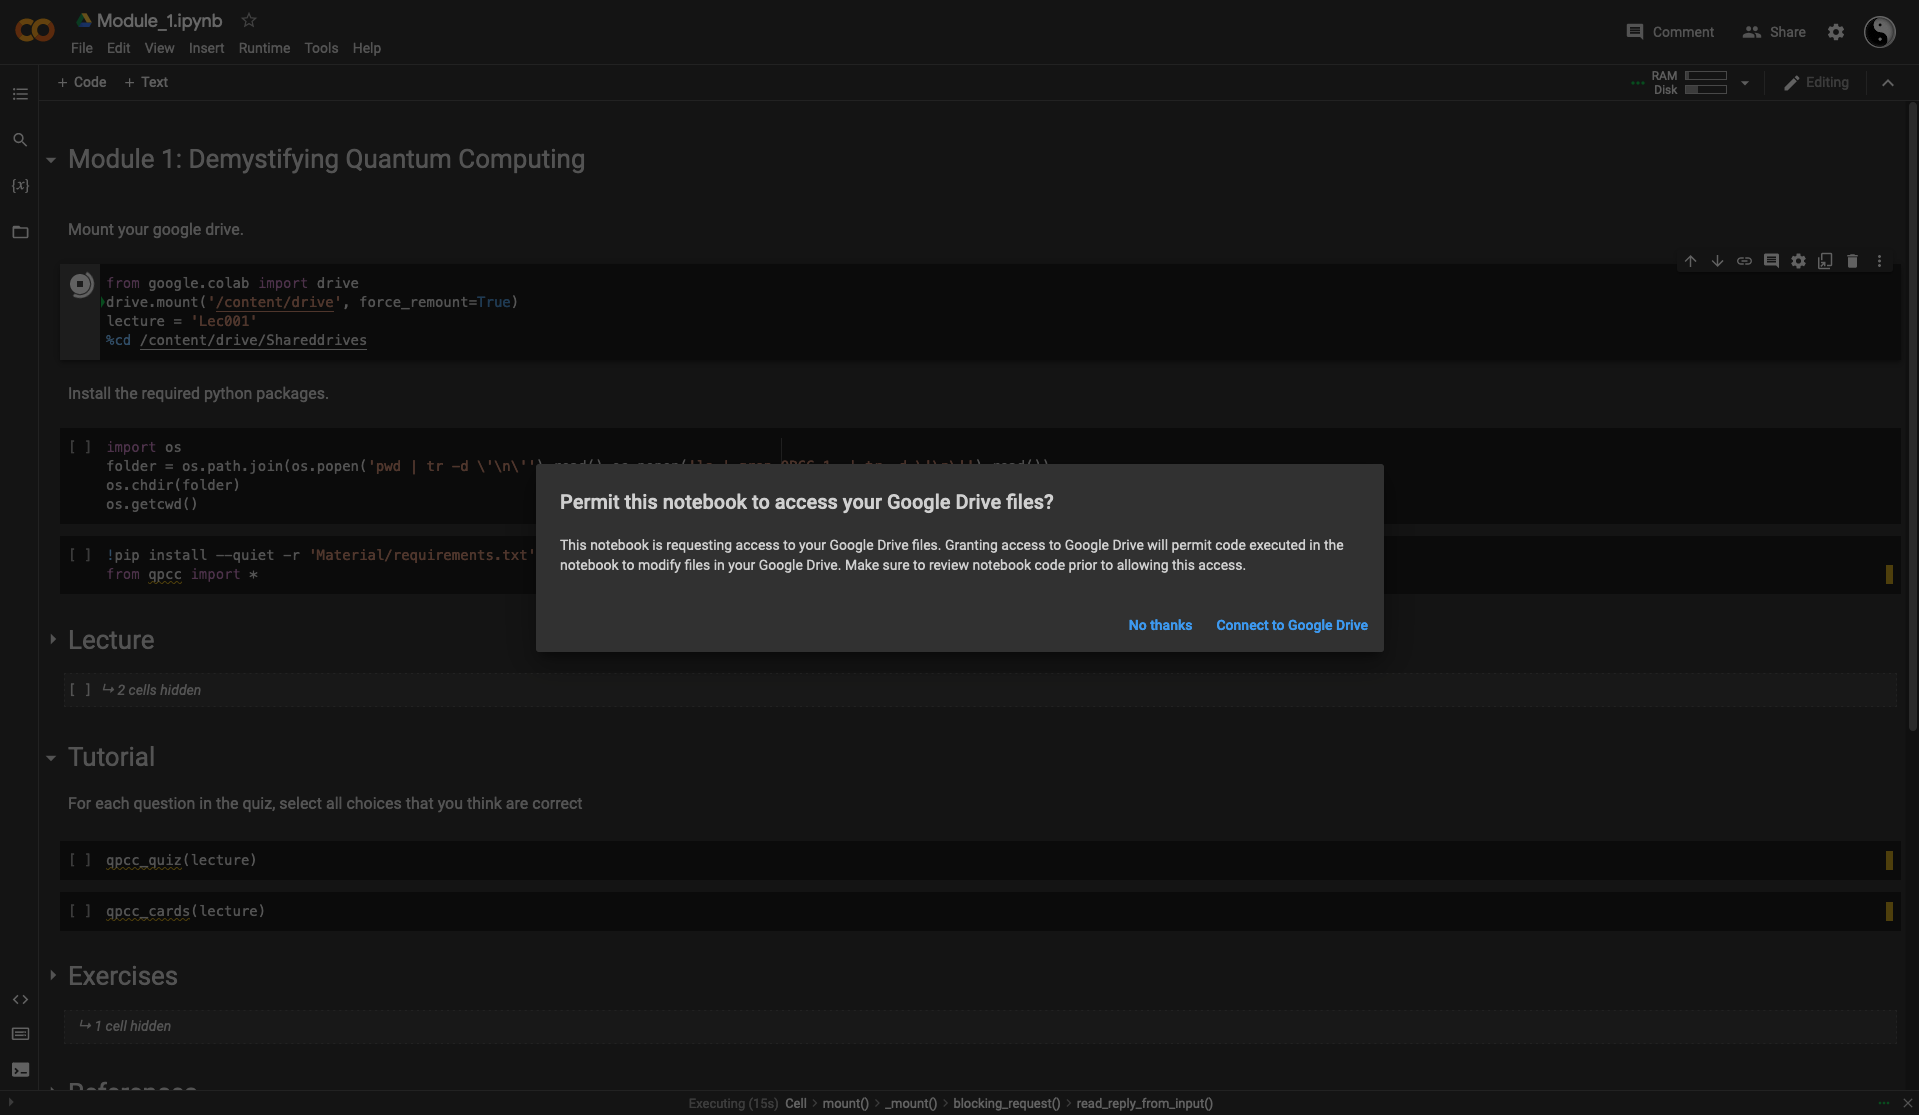 Module_1.ipynb
File Edit View Insert Runtime Tools Help
Comment
Share
+ Code + Text
RAM
Disk
Editing
Module 1: Demystifying Quantum Computing
Mount your google drive.
from google.colab import drive
drive.mount('/content/drive', force_remount=True)
lecture = 'Lec001'
%cd /content/drive/Shareddrives
Install the required python packages.
[ ] import os
folder = os.path.join(os.popen('pwd | tr -d \'\n\'')
os.chdir(folder)
os.getcwd()
[ ] !pip install --quiet -r 'Material/requirements.txt'
from qpcc import *
Permit this notebook to access your Google Drive files?
This notebook is requesting access to your Google Drive files. Granting access to Google Drive will permit code executed in the
notebook to modify files in your Google Drive. Make sure to review notebook code prior to allowing this access.
No thanks Connect to Google Drive
Lecture
[ ] ↳ 2 cells hidden
Tutorial
For each question in the quiz, select all choices that you think are correct
[ ] qpcc_quiz(lecture)
[ ] qpcc_cards(lecture)
Exercises
↳ 1 cell hidden
References
Executing (15s) Cell > mount() > _mount() > blocking_request() > read_reply_from_input()